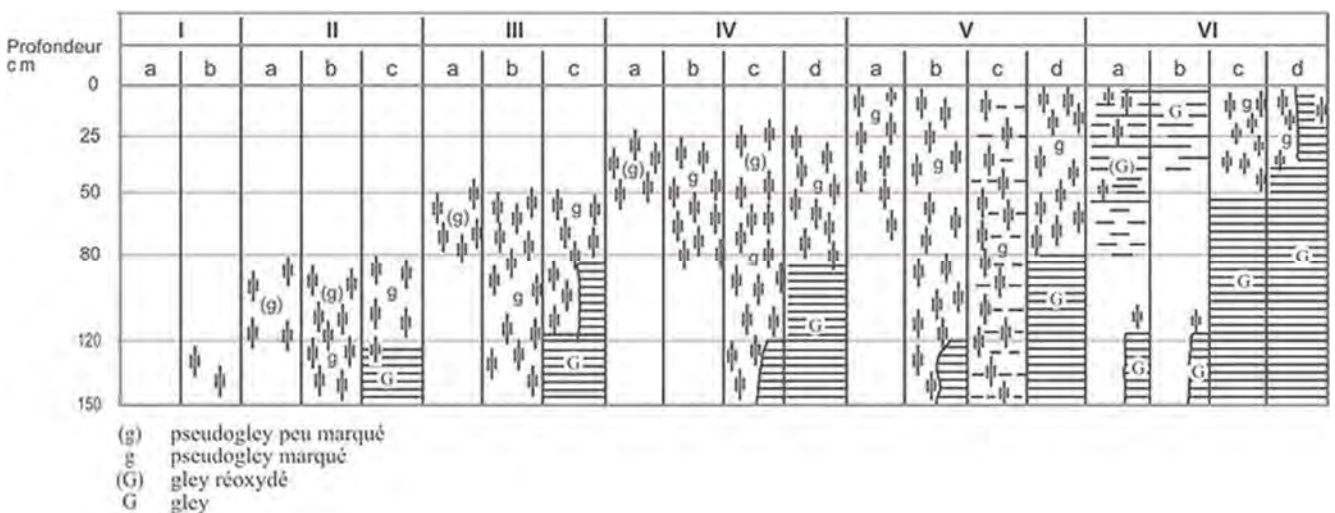 I II III IV V VI
Profondeur
cm
a b a b c a b c a b c d a b c d a b c d
0
g G g
25
(g) (g) g g g g
g (G)
50
g g
(g) g
80 g g
(g) (g) g g G G G
G
120
g G
G G G
150
(g) pseudogley peu marqué
g pseudogley marqué
(G) gley réoxydé
G gley